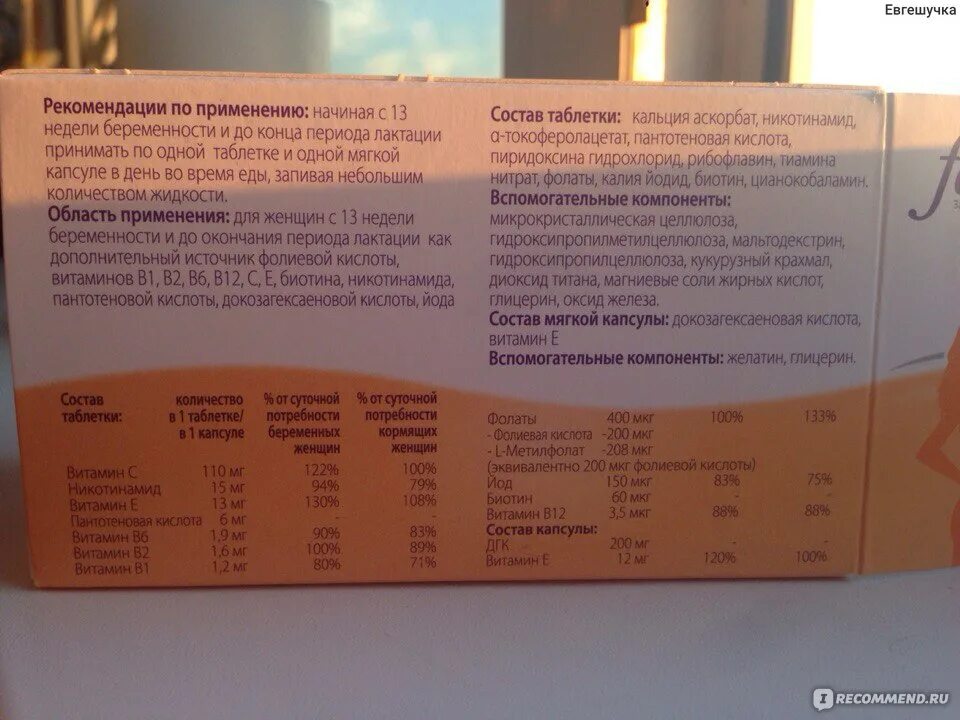 Евгешучка
Рекомендации по применению: начиная с 13
недели беременности и до конца периода лактации
принимать по одной таблетке и одной мягкой
капсуле в день во время еды, запивая небольшим
количеством жидкости.
Область применения: для женщин с 13 недели
беременности и до окончания периода лактации как
дополнительный источник фолиевой кислоты,
витаминов В1, В2, В6, В12, С, Е, биотина, никотинамида,
пантотеновой кислоты, докозагексаеновой кислоты, йода
Состав таблетки: кальция аскорбат, никотинамид,
α-токоферолацетат, пантотеновая кислота,
пиридоксина гидрохлорид, рибофлавин, тиамина
нитрат, фолаты, калия йодид, биотин, цианокобаламин.
Вспомогательные компоненты:
микрокристаллическая целлюлоза,
гидроксипропилметилцеллюлоза, мальтодекстрин,
гидроксипропилцеллюлоза, кукурузный крахмал,
диоксид титана, магниевые соли жирных кислот,
глицерин, оксид железа.
Состав мягкой капсулы: докозагексаеновая кислота,
витамин Е
Вспомогательные компоненты: желатин, глицерин.
Состав количество % от суточной % от суточной
таблетки: в 1 таблетке/ потребности потребности
в 1 капсуле беременных кормящих
женщин женщин
Витамин С 110 мг 122% 100%
Никотинамид 15 мг 94% 79%
Витамин Е 13 мг 130% 108%
Пантотеновая кислота 6 мг - -
Витамин В6 1,9 мг 90% 83%
Витамин В2 1,6 мг 100% 89%
Витамин В1 1,2 мг 80% 71%
Фолаты 400 мкг 100% 133%
- Фолиевая кислота -200 мкг
- L-Метилфолат -208 мкг
(эквивалентно 200 мкг фолиевой кислоты)
Йод 150 мкг 83% 75%
Биотин 60 мкг - -
Витамин В12 3,5 мкг 88% 88%
Состав капсулы:
ДГК 200 мг - -
Витамин Е 12 мг 120% 100%
IRECOMMEND.RU